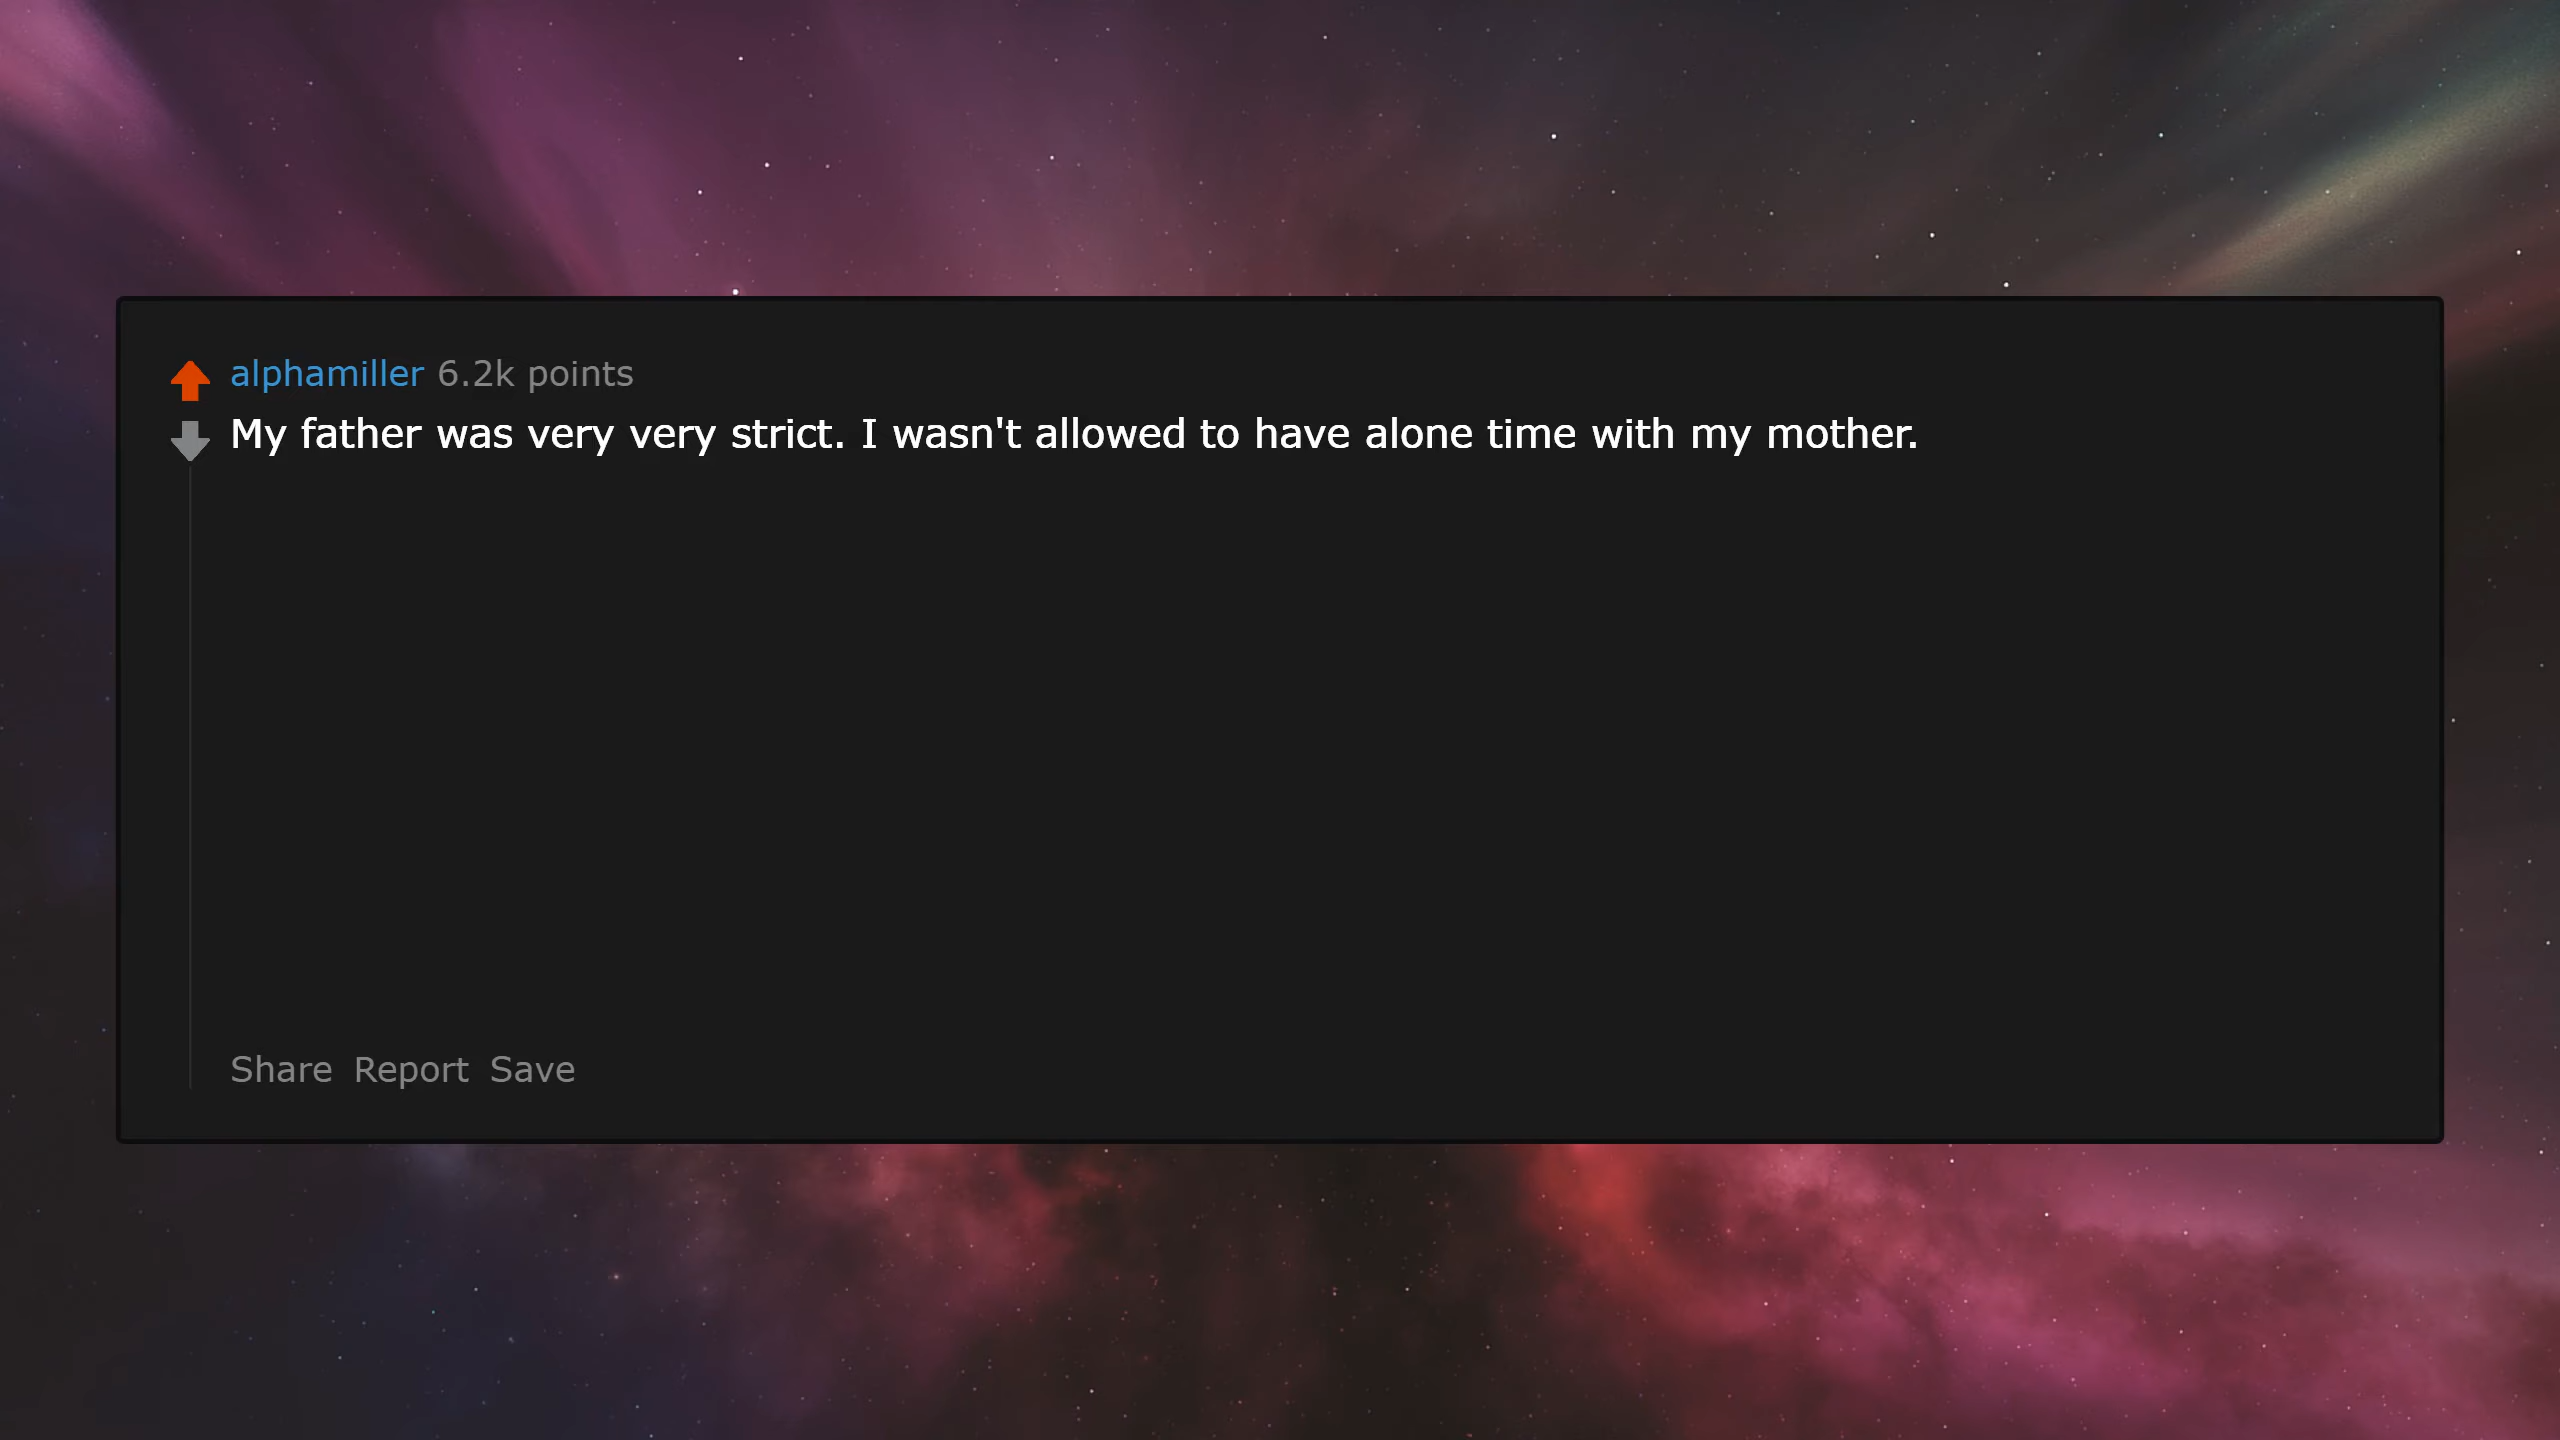 alphamiller 6.2k points
My father was very very strict. I wasn't allowed to have alone time with my mother.
Share Report Save